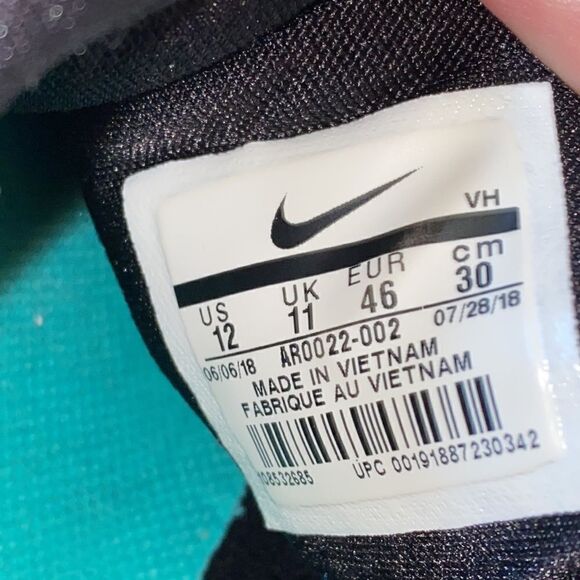 VH
US UK EUR cm
12 11 46 30
06/06/18 AR0022-002 07/28/18
MADE IN VIETNAM
FABRIQUE AU VIETNAM
UPC 00191887230342